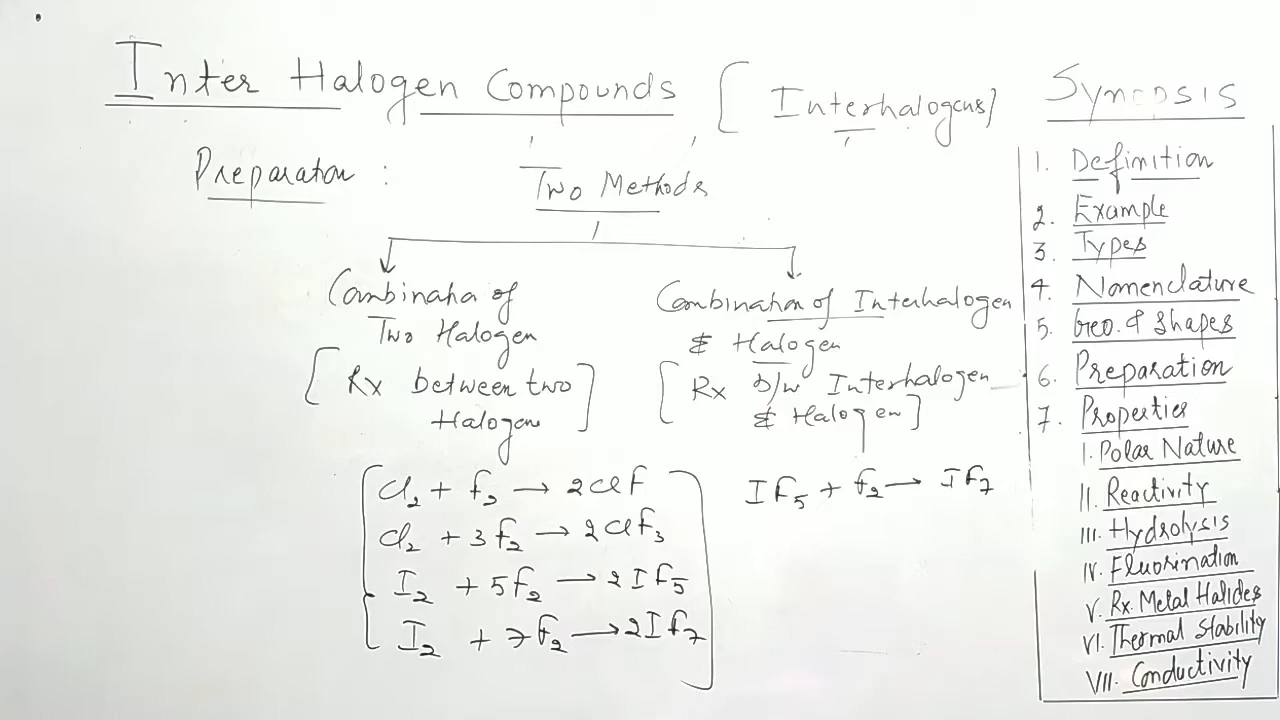 Inter Halogen Compounds [ Interhalogens]
Preparaton : Two Methods
Combination of
Two Halogen
[ Rx between two
Halogen ]
Combination of Interhalogen
& Halogen
[ Rx b/w Interhalogen
& Halogen ]
Cl₂ + F₂ → 2ClF
Cl₂ + 3F₂ → 2ClF₃
I₂ + 5F₂ → 2IF₅
I₂ + 7F₂ → 2IF₇
IF₅ + F₂ → IF₇
Synopsis
1. Definition
2. Example
3. Types
4. Nomenclature
5. Geo. & Shapes
6. Preparation
7. Properties
I. Polar Nature
II. Reactivity
III. Hydrolysis
IV. Fluorination
V. Rx. Metal Halides
VI. Thermal Stability
VII. Conductivity